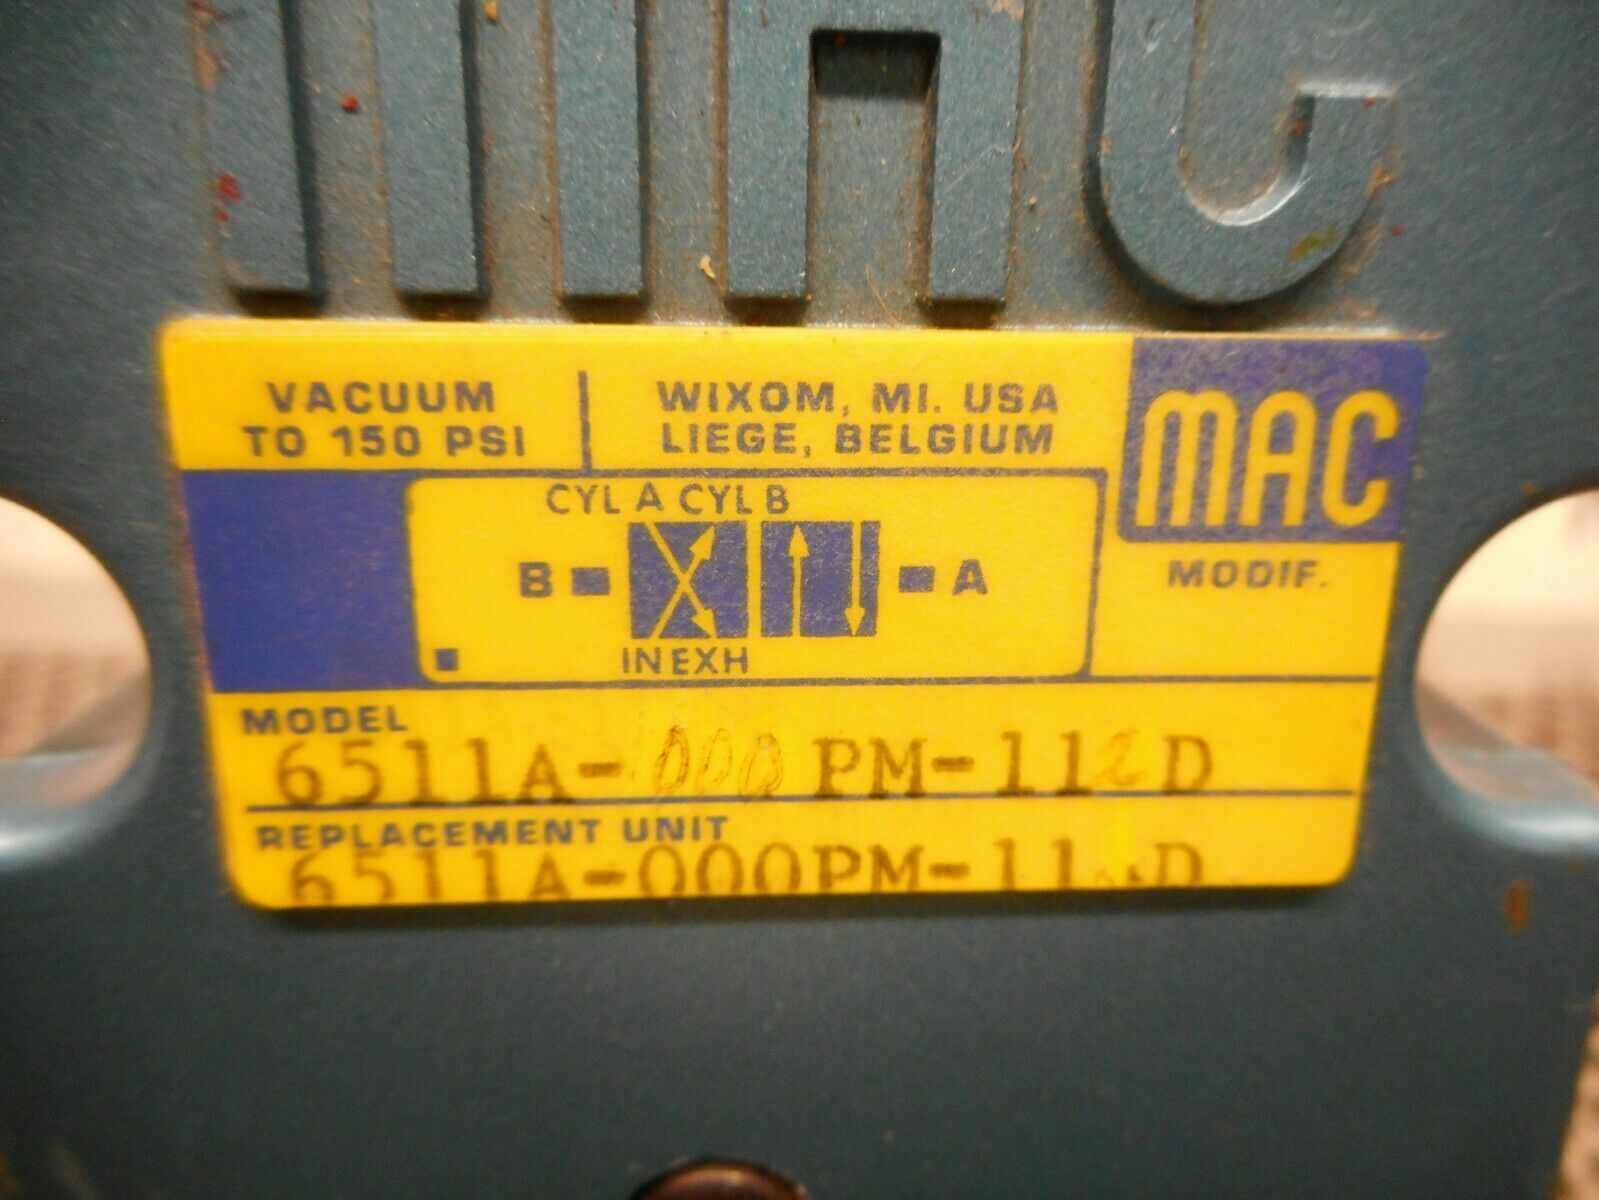 MAC
VACUUM
TO 150 PSI
WIXOM, MI. USA
LIEGE, BELGIUM
MAC
MODIF.
CYL A CYL B
B A
IN EXH
MODEL
6511A-000 PM-112D
REPLACEMENT UNIT